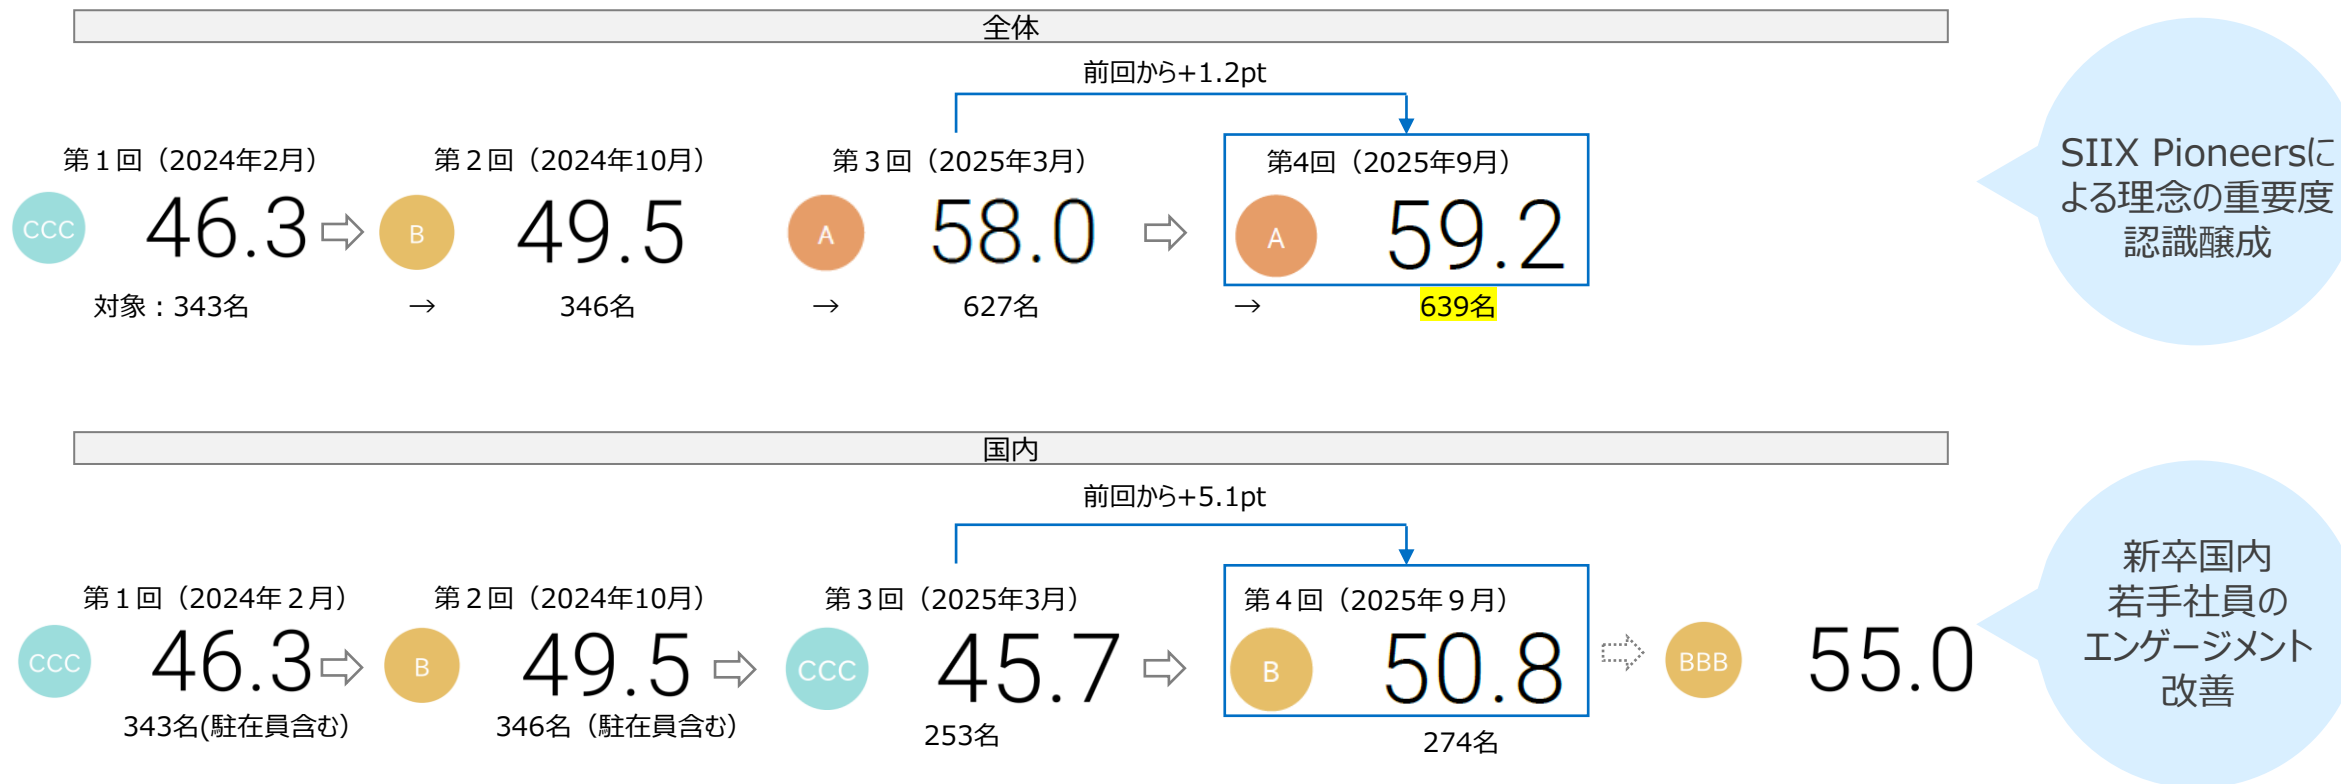 全体
前回から+1.2pt
第１回（2024年2月）
第２回（2024年10月）
第３回（2025年3月）
第4回（2025年9月）
CCC 46.3 ⇨ B 49.5 A 58.0 ⇨ A 59.2
対象：343名 → 346名 → 627名 → 639名
SIIX Pioneersに
よる理念の重要度
認識醸成
国内
前回から+5.1pt
第１回（2024年２月）
第２回（2024年10月）
第３回（2025年3月）
第４回（2025年９月）
CCC 46.3 ⇨ B 49.5 ⇨ CCC 45.7 ⇨ B 50.8 ⇨ BBB 55.0
343名(駐在員含む）
346名（駐在員含む）
253名
274名
新卒国内
若手社員の
エンゲージメント
改善